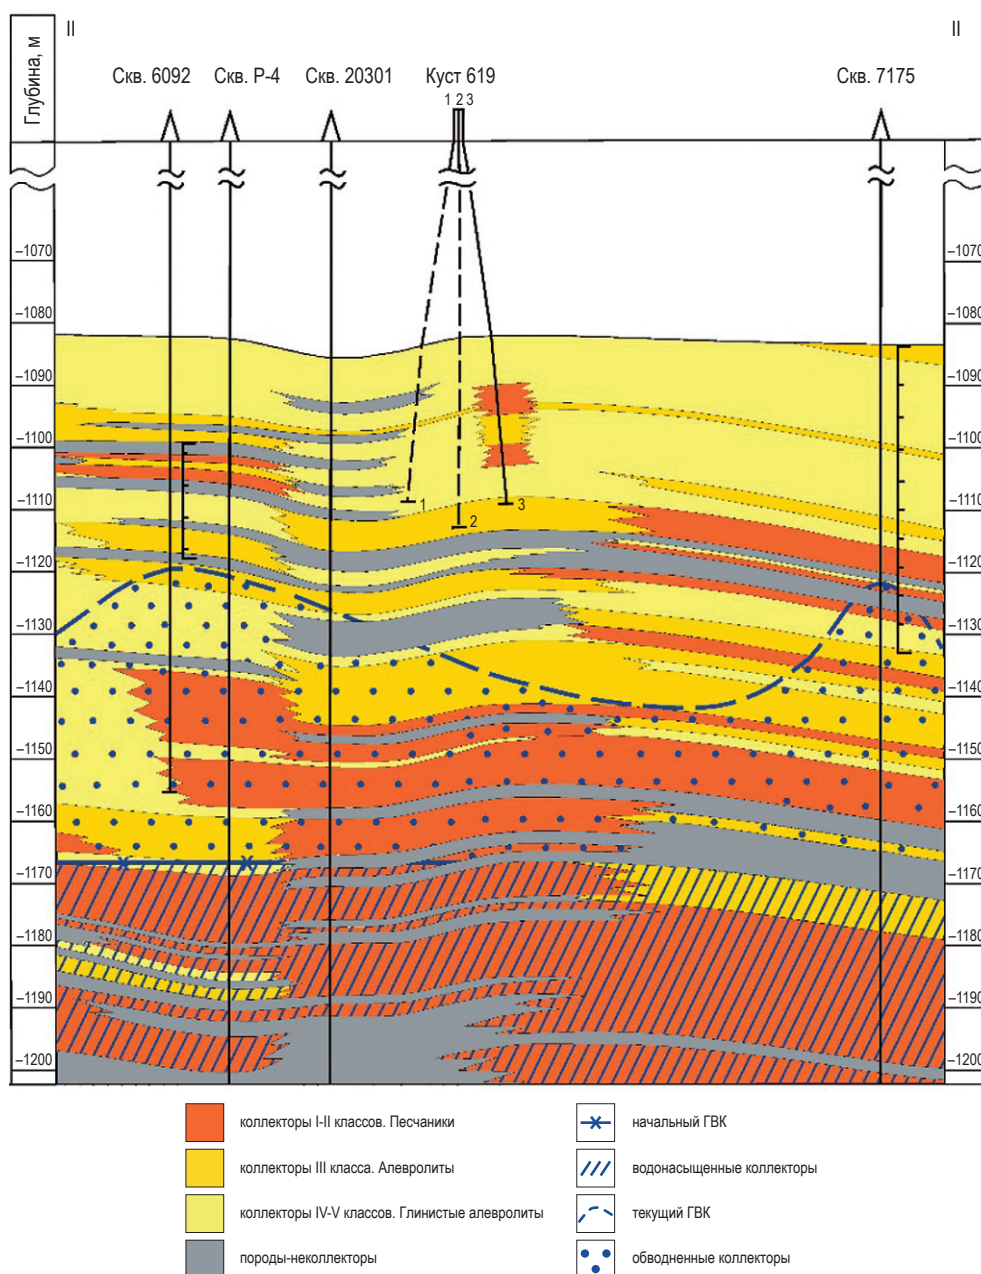 Глубина, м
II
II
Скв. 6092
Скв. Р-4
Скв. 20301
Куст 619
Скв. 7175
1 2 3
–1070
–1070
–1080
–1080
–1090
–1090
–1100
–1100
–1110
–1110
1
2
3
–1120
–1120
–1130
–1130
–1140
–1140
–1150
–1150
–1160
–1160
–1170
–1170
–1180
–1180
–1190
–1190
–1200
–1200
коллекторы I-II классов. Песчаники
начальный ГВК
коллекторы III класса. Алевролиты
водонасыщенные коллекторы
коллекторы IV-V классов. Глинистые алевролиты
текущий ГВК
породы-неколлекторы
обводненные коллекторы